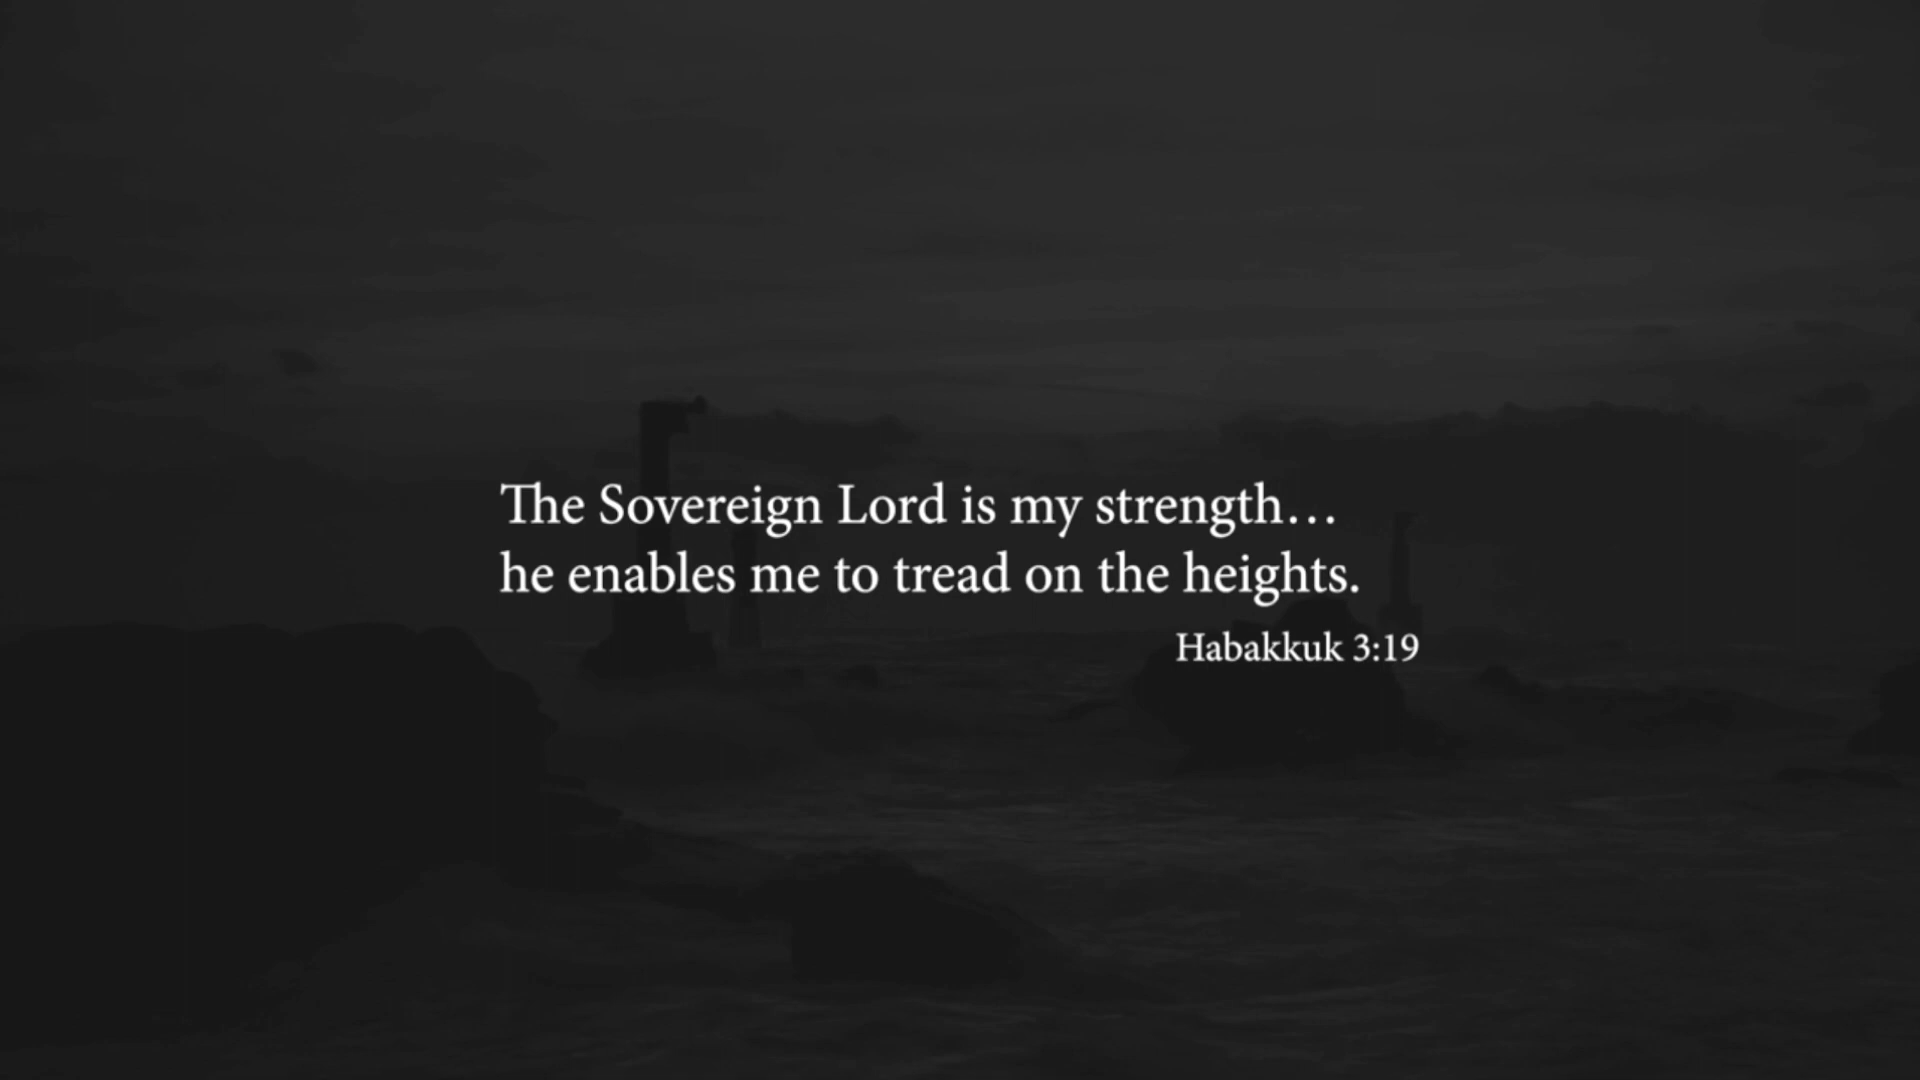 The Sovereign Lord is my strength…
he enables me to tread on the heights.
Habakkuk 3:19